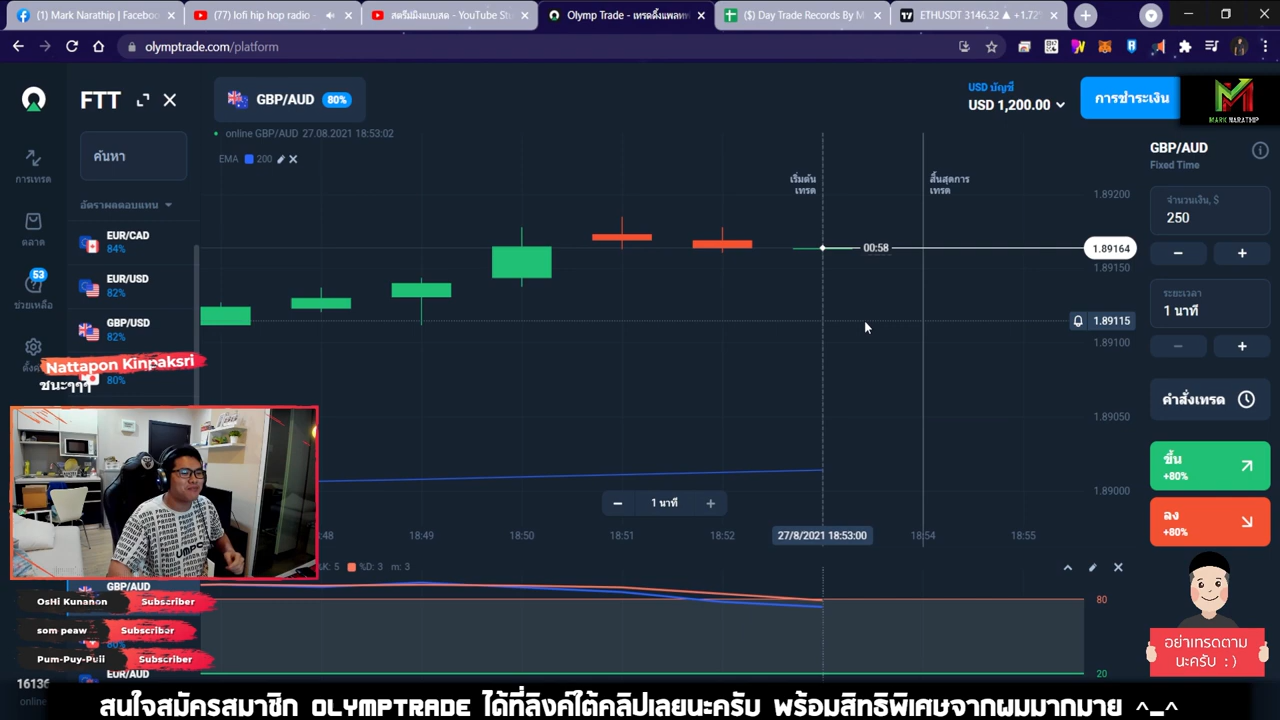 Mark Narathip | Faceboo
(77) lofi hip hop radio -
สตรีมมิงแบบสด - YouTube Stu
Olymp Trade - เทรดดิ้งแพลทฟ
($) Day Trade Records By M
ETHUSDT 3146.32 ▲ +1.72%
olymptrade.com/platform
FTT
GBP/AUD 80%
USD บัญชี
USD 1,200.00
การชำระเงิน
MARK NARATHIP
online GBP/AUD 27.08.2021 18:53:02
EMA 200
การเทรด
ตลาด
53
ช่วยเหลือ
ค้นหา
อัตราผลตอบแทน
EUR/CAD
84%
EUR/USD
82%
GBP/USD
82%
80%
Nattapon Kinpaksri
ชนะๆๆๆ
เริ่มต้น
เทรด
สิ้นสุดการ
เทรด
00:58
1.89200
1.89164
1.89150
1.89115
1.89100
1.89050
1.89000
GBP/AUD
Fixed Time
จำนวนเงิน, $
250
ระยะเวลา
1 นาที
คำสั่งเทรด
ขึ้น
+80%
ลง
+80%
1 นาที
:48
18:49
18:50
18:51
18:52
27/8/2021 18:53:00
18:54
18:55
%K: 5
%D: 3
m: 3
80
20
GBP/AUD
OsHi Kunanon Subscriber
som peaw Subscriber
80%
Pum-Puy-Puii Subscriber
EUR/AUD
16136
online
อย่าเทรดตาม
นะครับ : )
สนใจสมัครสมาชิก OLYMPTRADE ได้ที่ลิงค์ใต้คลิปเลยนะครับ พร้อมสิทธิพิเศษจากผมมากมาย ^_^